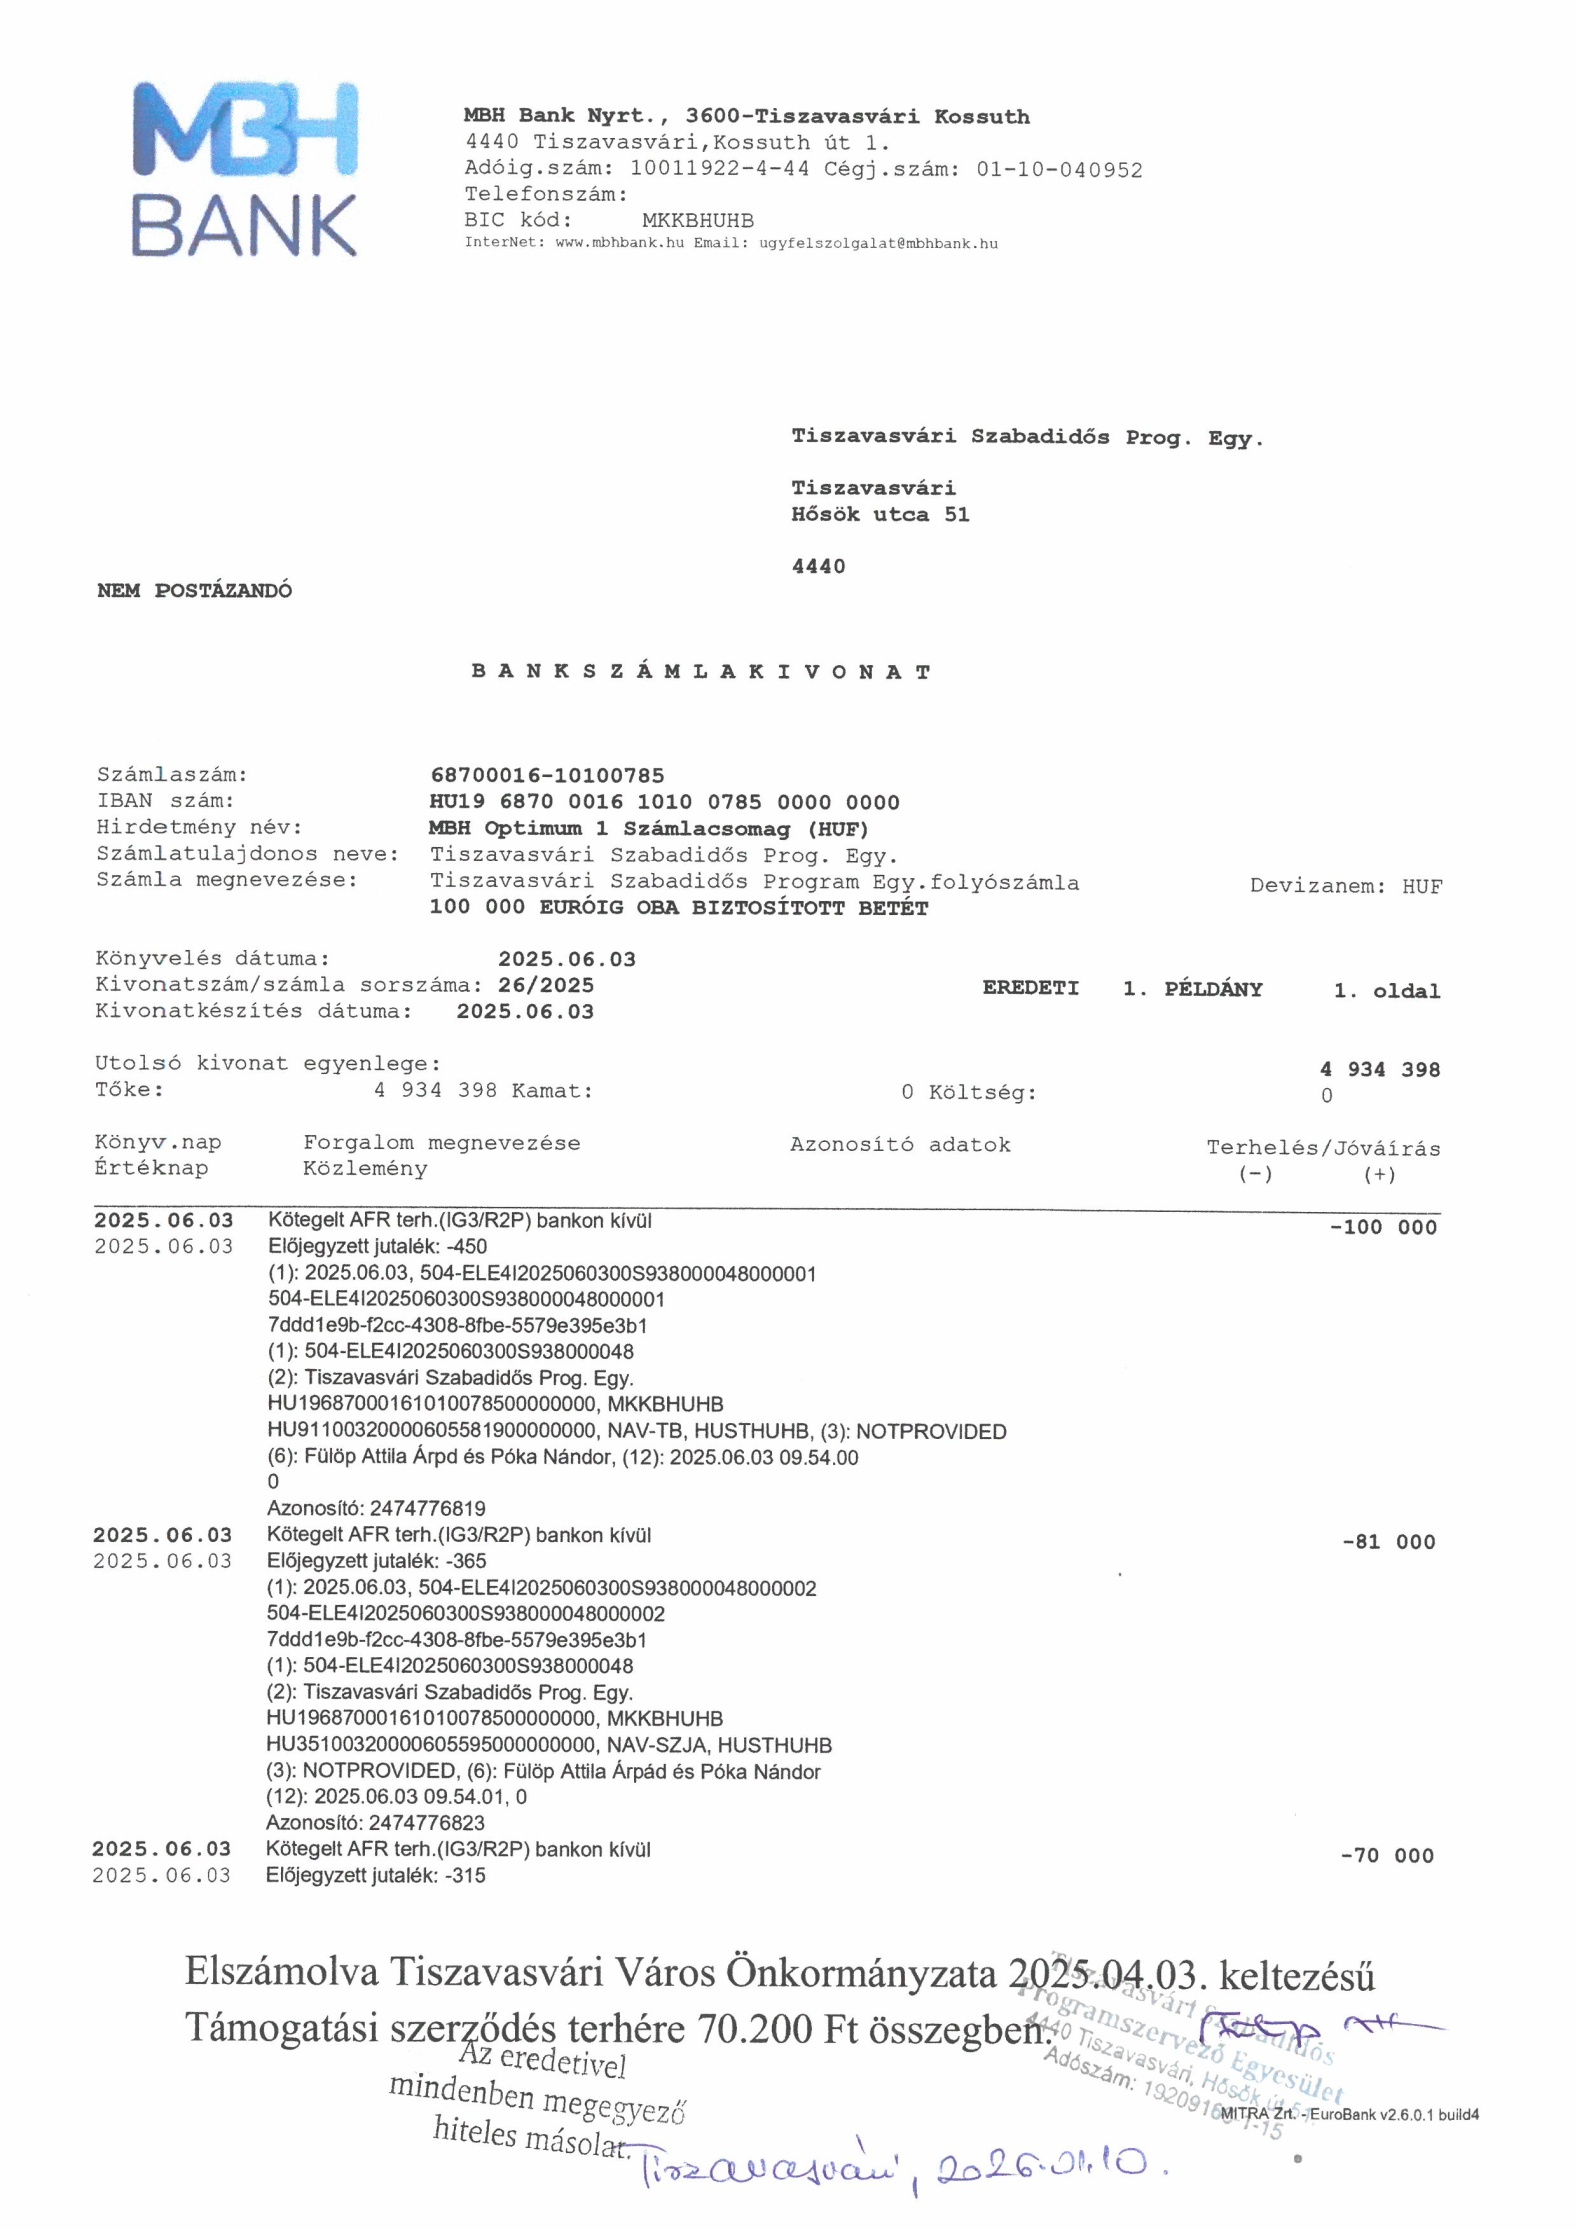 MBH
BANK
MBH Bank Nyrt., 3600-Tiszavasvári Kossuth
4440 Tiszavasvári,Kossuth út 1.
Adóig.szám: 10011922-4-44 Cégj.szám: 01-10-040952
Telefonszám:
BIC kód: MKKBHUHB
InterNet: www.mbhbank.hu Email: ugyfelszolgalat@mbhbank.hu
Tiszavasvári Szabadidős Prog. Egy.
Tiszavasvári
Hősök utca 51
4440
NEM POSTÁZANDÓ
B A N K S Z Á M L A K I V O N A T
Számlaszám: 68700016-10100785
IBAN szám: HU19 6870 0016 1010 0785 0000 0000
Hirdetmény név: MBH Optimum 1 Számlacsomag (HUF)
Számlatulajdonos neve: Tiszavasvári Szabadidős Prog. Egy.
Számla megnevezése: Tiszavasvári Szabadidős Program Egy.folyószámla Devizanem: HUF
100 000 EURÓIG OBA BIZTOSÍTOTT BETÉT
Könyvelés dátuma: 2025.06.03
Kivonatszám/számla sorszáma: 26/2025 EREDETI 1. PÉLDÁNY 1. oldal
Kivonatkészítés dátuma: 2025.06.03
Utolsó kivonat egyenlege: 4 934 398
Tőke: 4 934 398 Kamat: 0 Költség: 0
Könyv.nap Forgalom megnevezése Azonosító adatok Terhelés/Jóváírás
Értéknap Közlemény (-) (+)
2025.06.03 Kötegelt AFR terh.(IG3/R2P) bankon kívül -100 000
2025.06.03 Előjegyzett jutalék: -450
(1): 2025.06.03, 504-ELE4I2025060300S938000048000001
504-ELE4I2025060300S938000048000001
7ddd1e9b-f2cc-4308-8fbe-5579e395e3b1
(1): 504-ELE4I2025060300S938000048
(2): Tiszavasvári Szabadidős Prog. Egy.
HU19687000161010078500000000, MKKBHUHB
HU91100320000605581900000000, NAV-TB, HUSTHUHB, (3): NOTPROVIDED
(6): Fülöp Attila Árpd és Póka Nándor, (12): 2025.06.03 09.54.00
0
Azonosító: 2474776819
2025.06.03 Kötegelt AFR terh.(IG3/R2P) bankon kívül -81 000
2025.06.03 Előjegyzett jutalék: -365
(1): 2025.06.03, 504-ELE4I2025060300S938000048000002
504-ELE4I2025060300S938000048000002
7ddd1e9b-f2cc-4308-8fbe-5579e395e3b1
(1): 504-ELE4I2025060300S938000048
(2): Tiszavasvári Szabadidős Prog. Egy.
HU19687000161010078500000000, MKKBHUHB
HU35100320000605595000000000, NAV-SZJA, HUSTHUHB
(3): NOTPROVIDED, (6): Fülöp Attila Árpád és Póka Nándor
(12): 2025.06.03 09.54.01, 0
Azonosító: 2474776823
2025.06.03 Kötegelt AFR terh.(IG3/R2P) bankon kívül -70 000
2025.06.03 Előjegyzett jutalék: -315
Elszámolva Tiszavasvári Város Önkormányzata 2025.04.03. keltezésű
Támogatási szerződés terhére 70.200 Ft összegben.
Tiszavasvári Szabadidős
Programszervező Egyesület
4440 Tiszavasvári, Hősök út 51.
Adószám:
Az eredetivel
mindenben megegyező
hiteles másolat.
MITRA Zrt. - EuroBank v2.6.0.1 build4
Tiszavasvári, 2026.01.10.